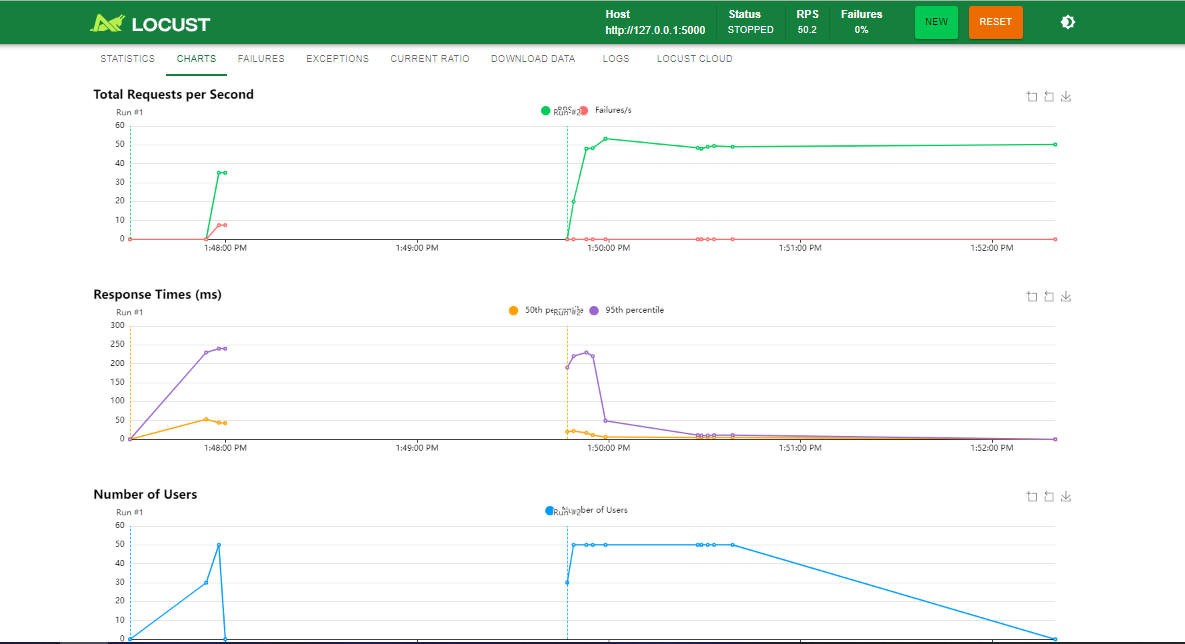 LOCUST
Host
http://127.0.0.1:5000
Status
STOPPED
RPS
50.2
Failures
0%
NEW
RESET
STATISTICS CHARTS FAILURES EXCEPTIONS CURRENT RATIO DOWNLOAD DATA LOGS LOCUST CLOUD
Total Requests per Second
Run #1
RPS Run #2 Failures/s
60
50
40
30
20
10
0
1:48:00 PM 1:49:00 PM 1:50:00 PM 1:51:00 PM 1:52:00 PM
Response Times (ms)
Run #1
50th percentile Run #2 95th percentile
300
250
200
150
100
50
0
1:48:00 PM 1:49:00 PM 1:50:00 PM 1:51:00 PM 1:52:00 PM
Number of Users
Run #1
Run #2 Number of Users
60
50
40
30
20
10
0